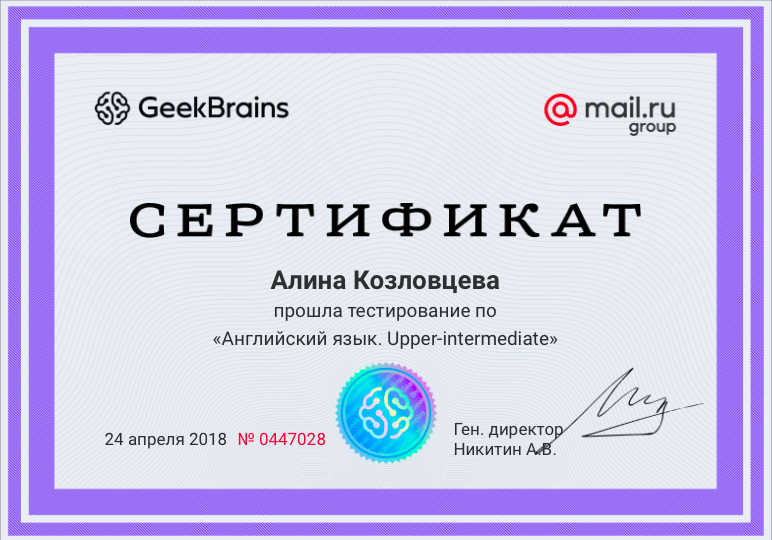 GeekBrains
@mail.ru
group
СЕРТИФИКАТ
Алина Козловцева
прошла тестирование по
«Английский язык. Upper-intermediate»
24 апреля 2018 № 0447028
Ген. директор
Никитин А.В.